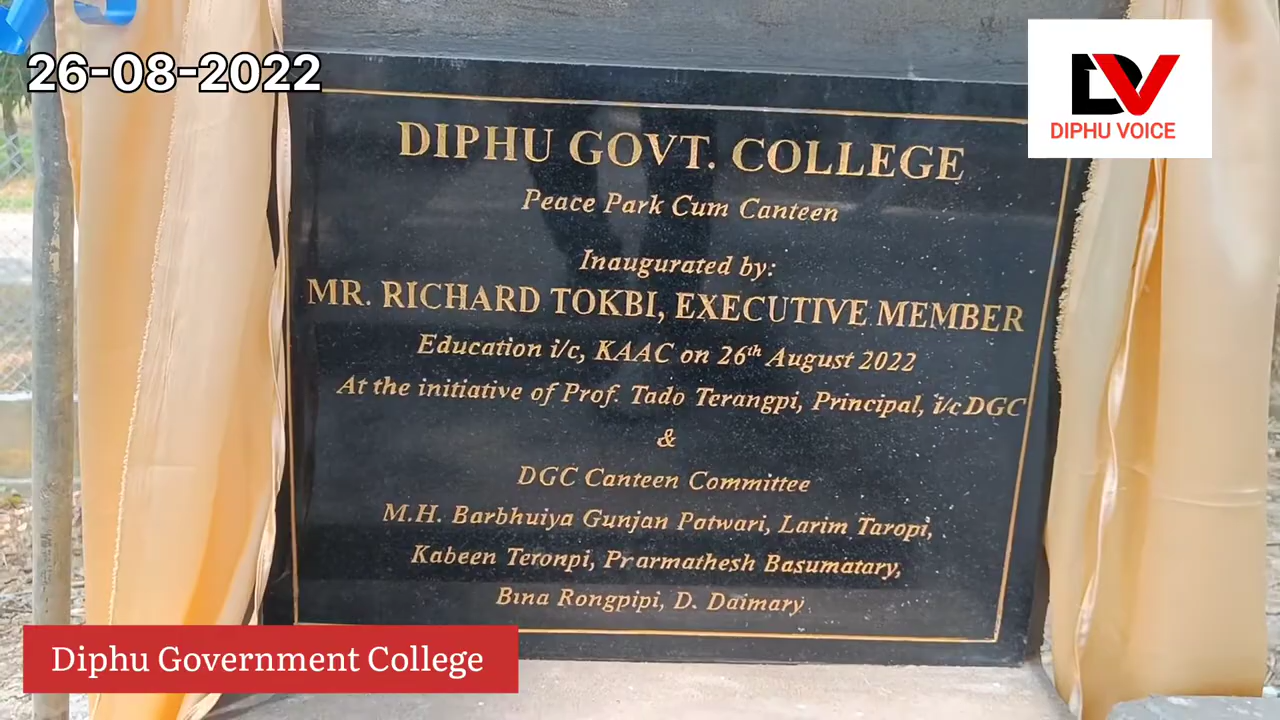 26-08-2022
DV
DIPHU VOICE
DIPHU GOVT. COLLEGE
Peace Park Cum Canteen
Inaugurated by:
MR. RICHARD TOKBI, EXECUTIVE MEMBER
Education i/c, KAAC on 26th August 2022
At the initiative of Prof. Tado Terangpi, Principal, i/c DGC
&
DGC Canteen Committee
M.H. Barbhuiya Gunjan Patwari, Larim Taropi,
Kabeen Teronpi, Prarmathesh Basumatary,
Bina Rongpipi, D. Daimary
Diphu Government College